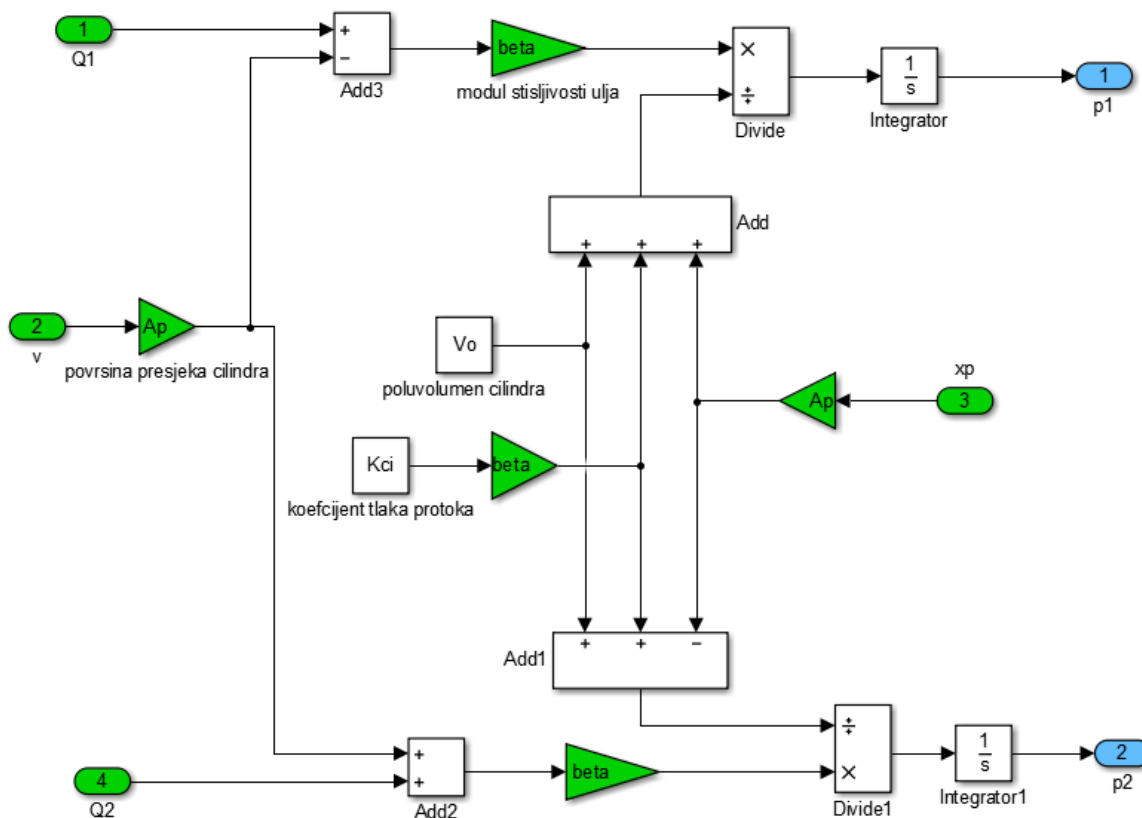 1
Q1
+
−
Add3
beta
modul stisljivosti ulja
×
÷
Divide
1
s
Integrator
1
p1
+ + +
Add
2
v
Ap
povrsina presjeka cilindra
Vo
poluvolumen cilindra
xp
3
Ap
Kci
koefcijent tlaka protoka
beta
+ + −
Add1
4
Q2
+
+
Add2
beta
÷
×
Divide1
1
s
Integrator1
2
p2